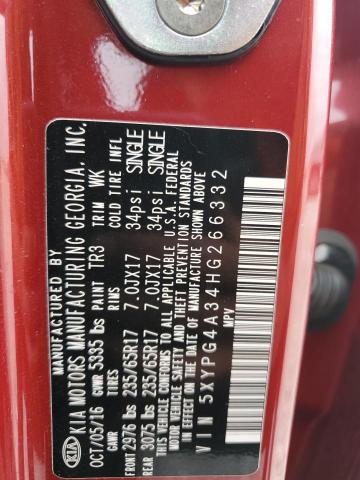 MANUFACTURED BY
KIA KIA MOTORS MANUFACTURING GEORGIA, INC.
OCT/05/16 GVWR 5335 LBS PAINT TR3 TRIM WK
GAWR TIRES RIMS COLD TIRE INFL
FRONT 2976 LBS 235/65R17 7.0JX17 34psi SINGLE
REAR 3075 LBS 235/65R17 7.0JX17 34psi SINGLE
THIS VEHICLE CONFORMS TO ALL APPLICABLE U.S.A. FEDERAL
MOTOR VEHICLE SAFETY AND THEFT PREVENTION STANDARDS
IN EFFECT ON THE DATE OF MANUFACTURE SHOWN ABOVE
VIN 5XYPG4A34HG266332
MPV